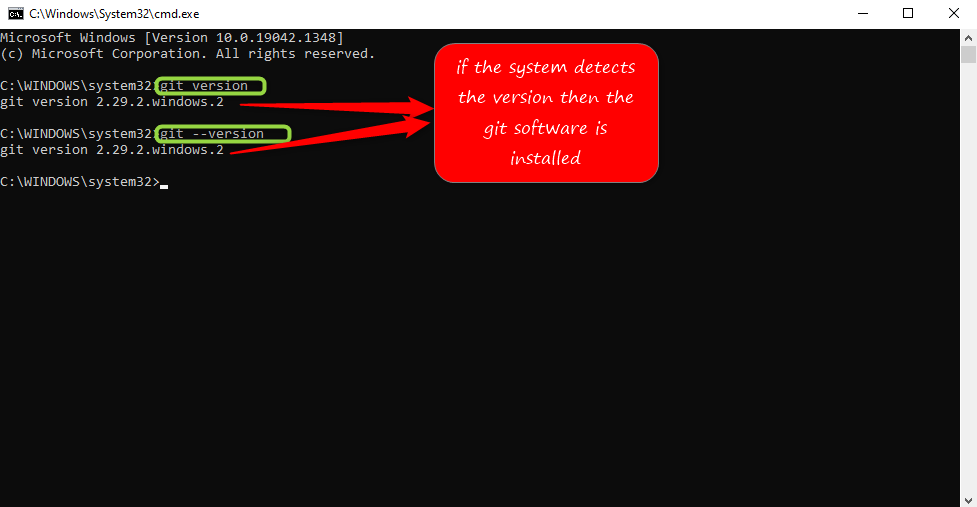 C:\Windows\System32\cmd.exe
Microsoft Windows [Version 10.0.19042.1348]
(c) Microsoft Corporation. All rights reserved.
C:\WINDOWS\system32>git version
git version 2.29.2.windows.2
C:\WINDOWS\system32>git --version
git version 2.29.2.windows.2
C:\WINDOWS\system32>
if the system detects
the version then the
git software is
installed